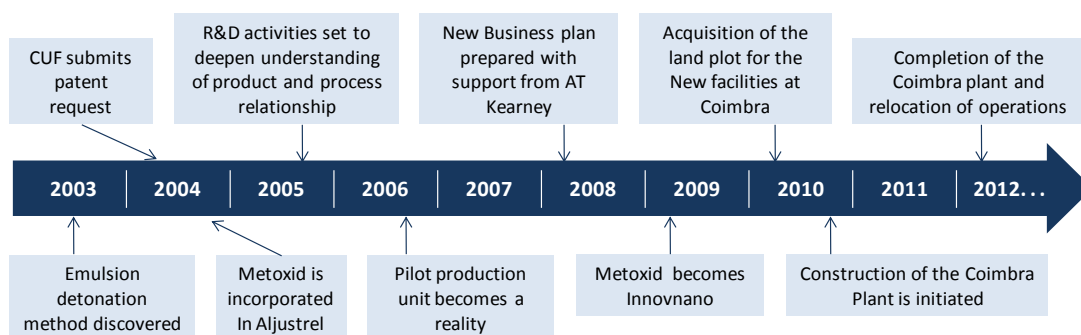 CUF submits
patent
request
R&D activities set to
deepen understanding
of product and process
relationship
New Business plan
prepared with
support from AT
Kearney
Acquisition of the
land plot for the
New facilities at
Coimbra
Completion of the
Coimbra plant and
relocation of operations
2003
2004
2005
2006
2007
2008
2009
2010
2011
2012...
Emulsion
detonation
method discovered
Metoxid is
incorporated
In Aljustrel
Pilot production
unit becomes a
reality
Metoxid becomes
Innovnano
Construction of the Coimbra
Plant is initiated